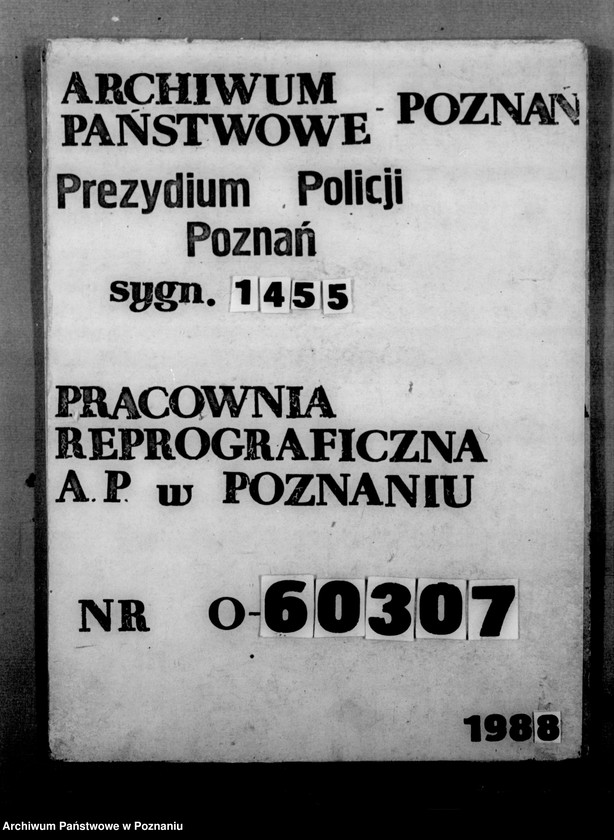 ARCHIWUM
PAŃSTWOWE - POZNAŃ
Prezydium Policji
Poznań
sygn. 1455
PRACOWNIA
REPROGRAFICZNA
A.P. w POZNANIU
NR O-60307
1988
Archiwum Państwowe w Poznaniu